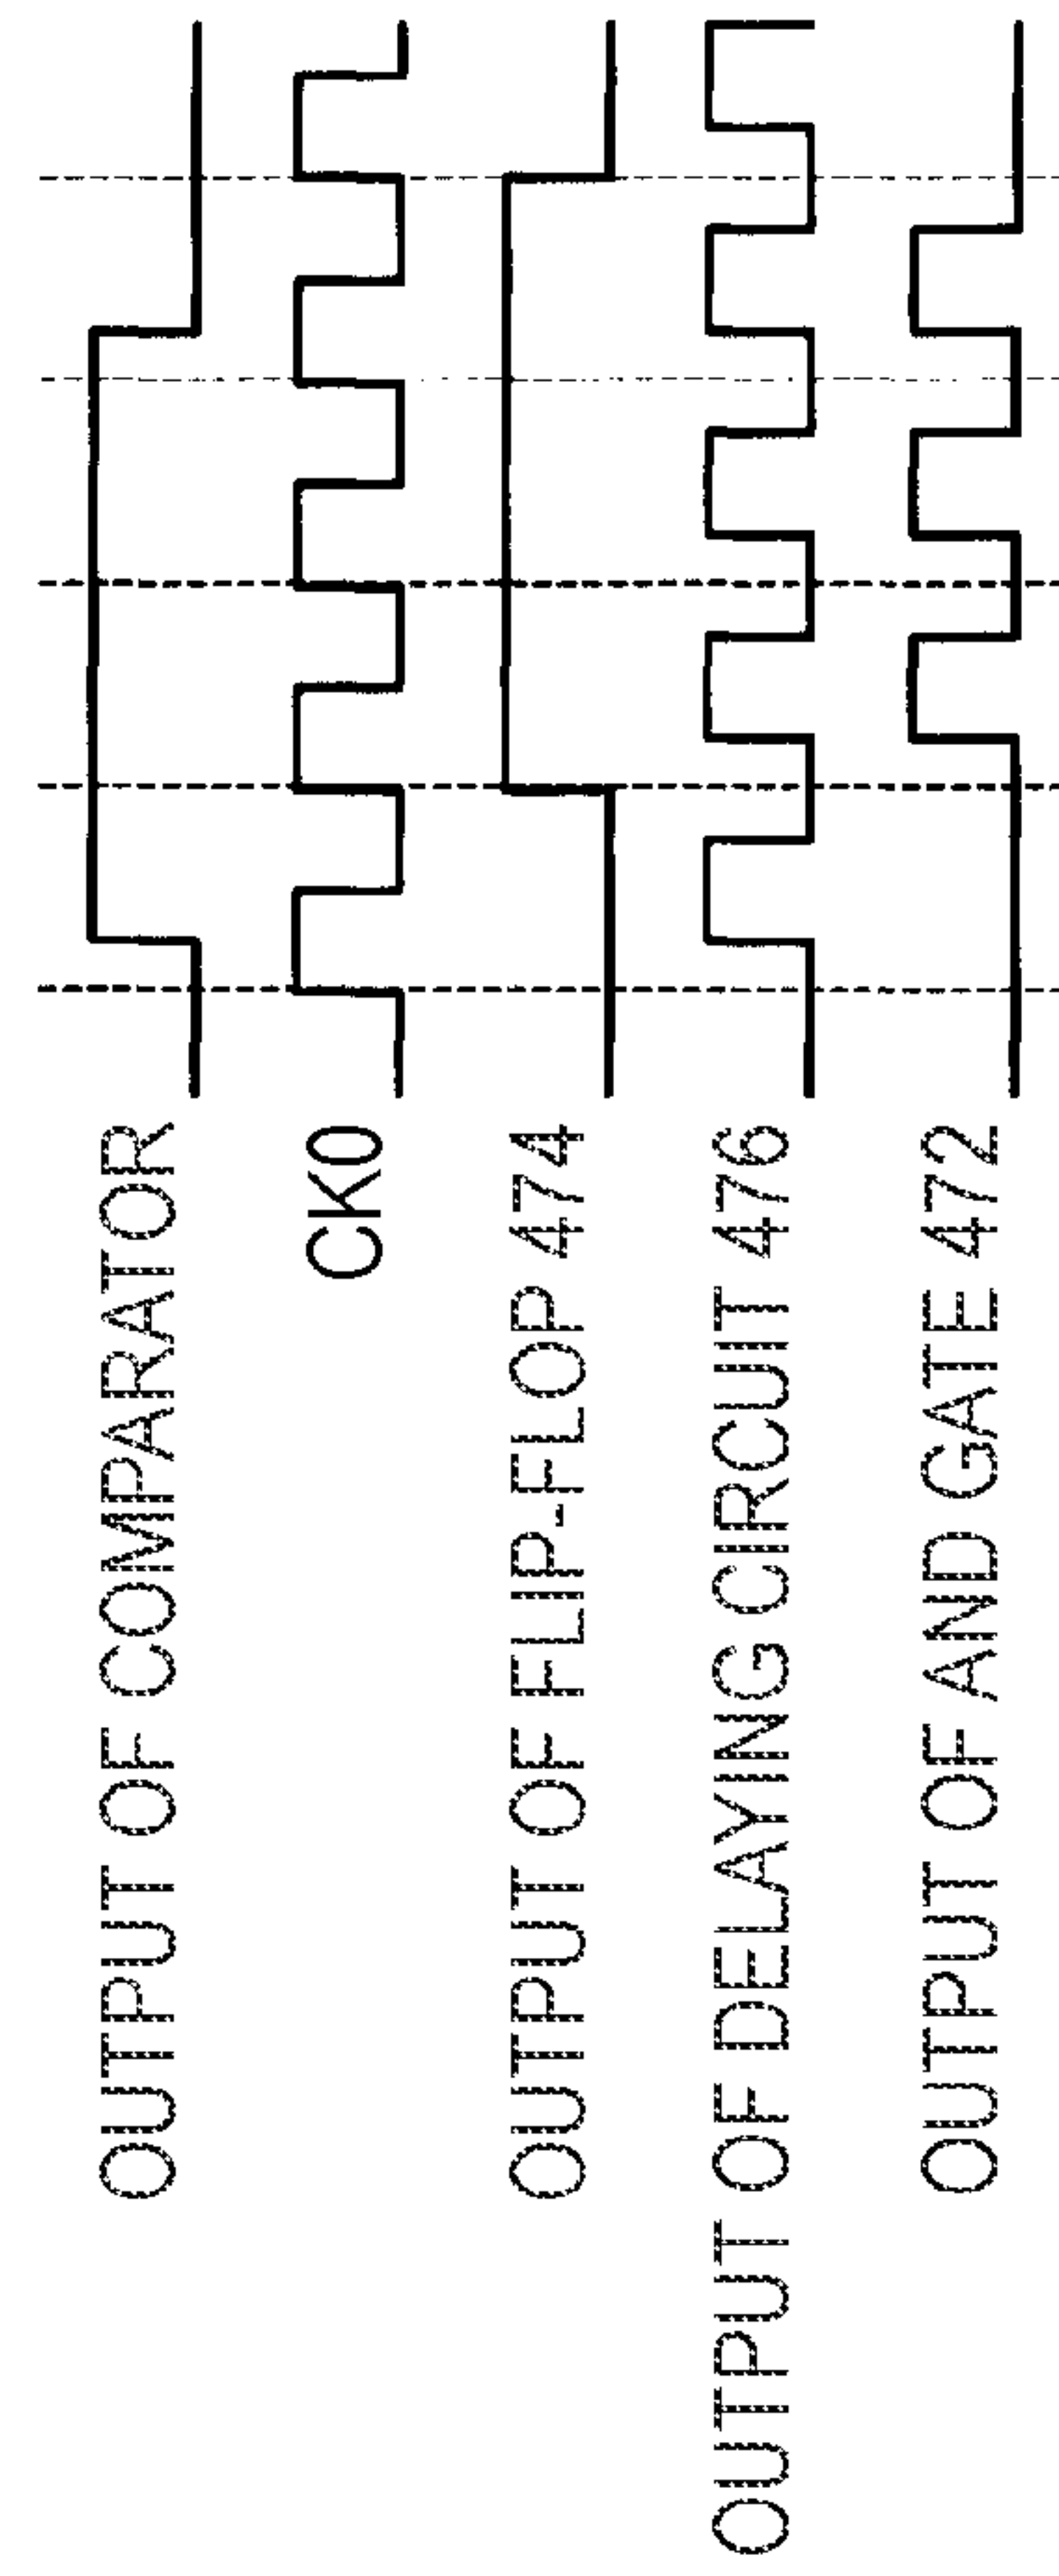 OUTPUT OF COMPARATOR
CK0
OUTPUT OF FLIP-FLOP 474
OUTPUT OF DELAYING CIRCUIT 476
OUTPUT OF AND GATE 472